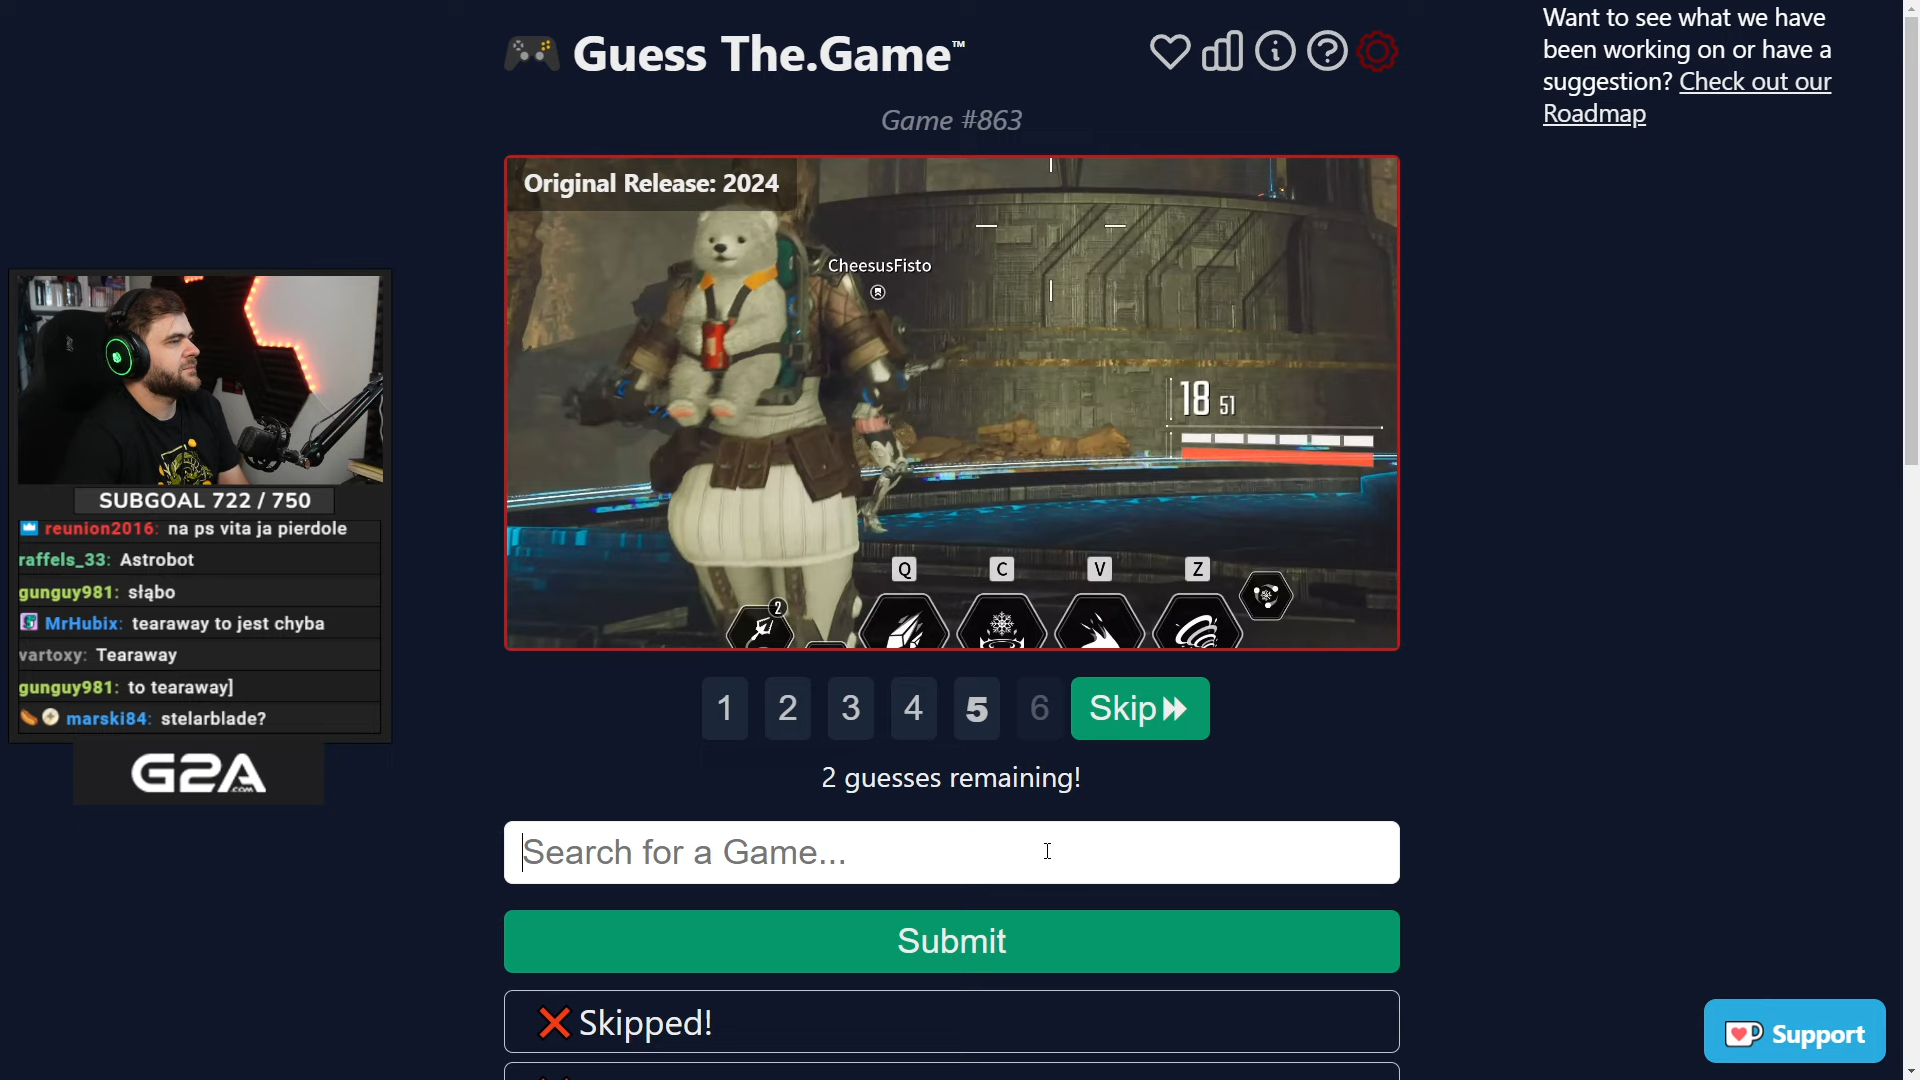 Guess The.Game™
Want to see what we have
been working on or have a
suggestion? Check out our
Roadmap
Game #863
Original Release: 2024
CheesusFisto
18 51
Q C V Z
2
SUBGOAL 722 / 750
reunion2016: na ps vita ja pierdole
raffels_33: Astrobot
gunguy981: słąbo
MrHubix: tearaway to jest chyba
vartoxy: Tearaway
gunguy981: to tearaway]
marski84: stelarblade?
G2A.COM
1 2 3 4 5 6 Skip
2 guesses remaining!
Search for a Game...
Submit
Skipped!
Support